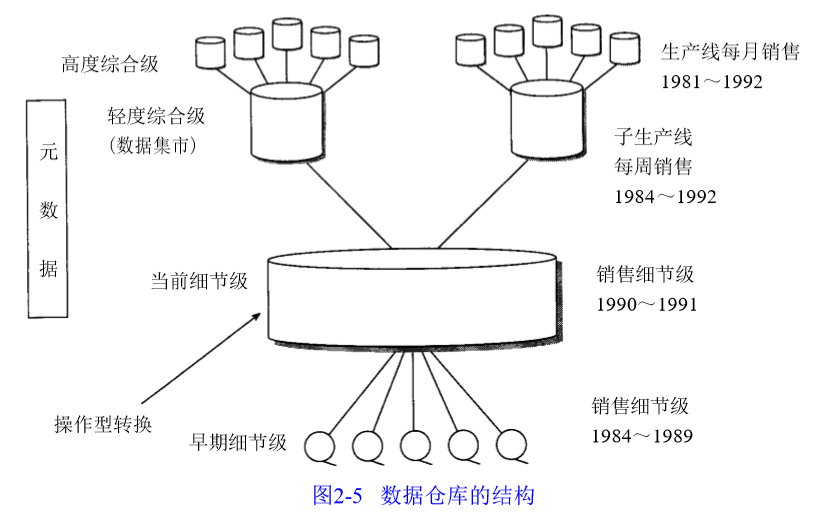 高度综合级
生产线每月销售
1981～1992
轻度综合级
(数据集市)
子生产线
每周销售
1984～1992
元
数
据
当前细节级
销售细节级
1990～1991
操作型转换
早期细节级
销售细节级
1984～1989
图2-5 数据仓库的结构